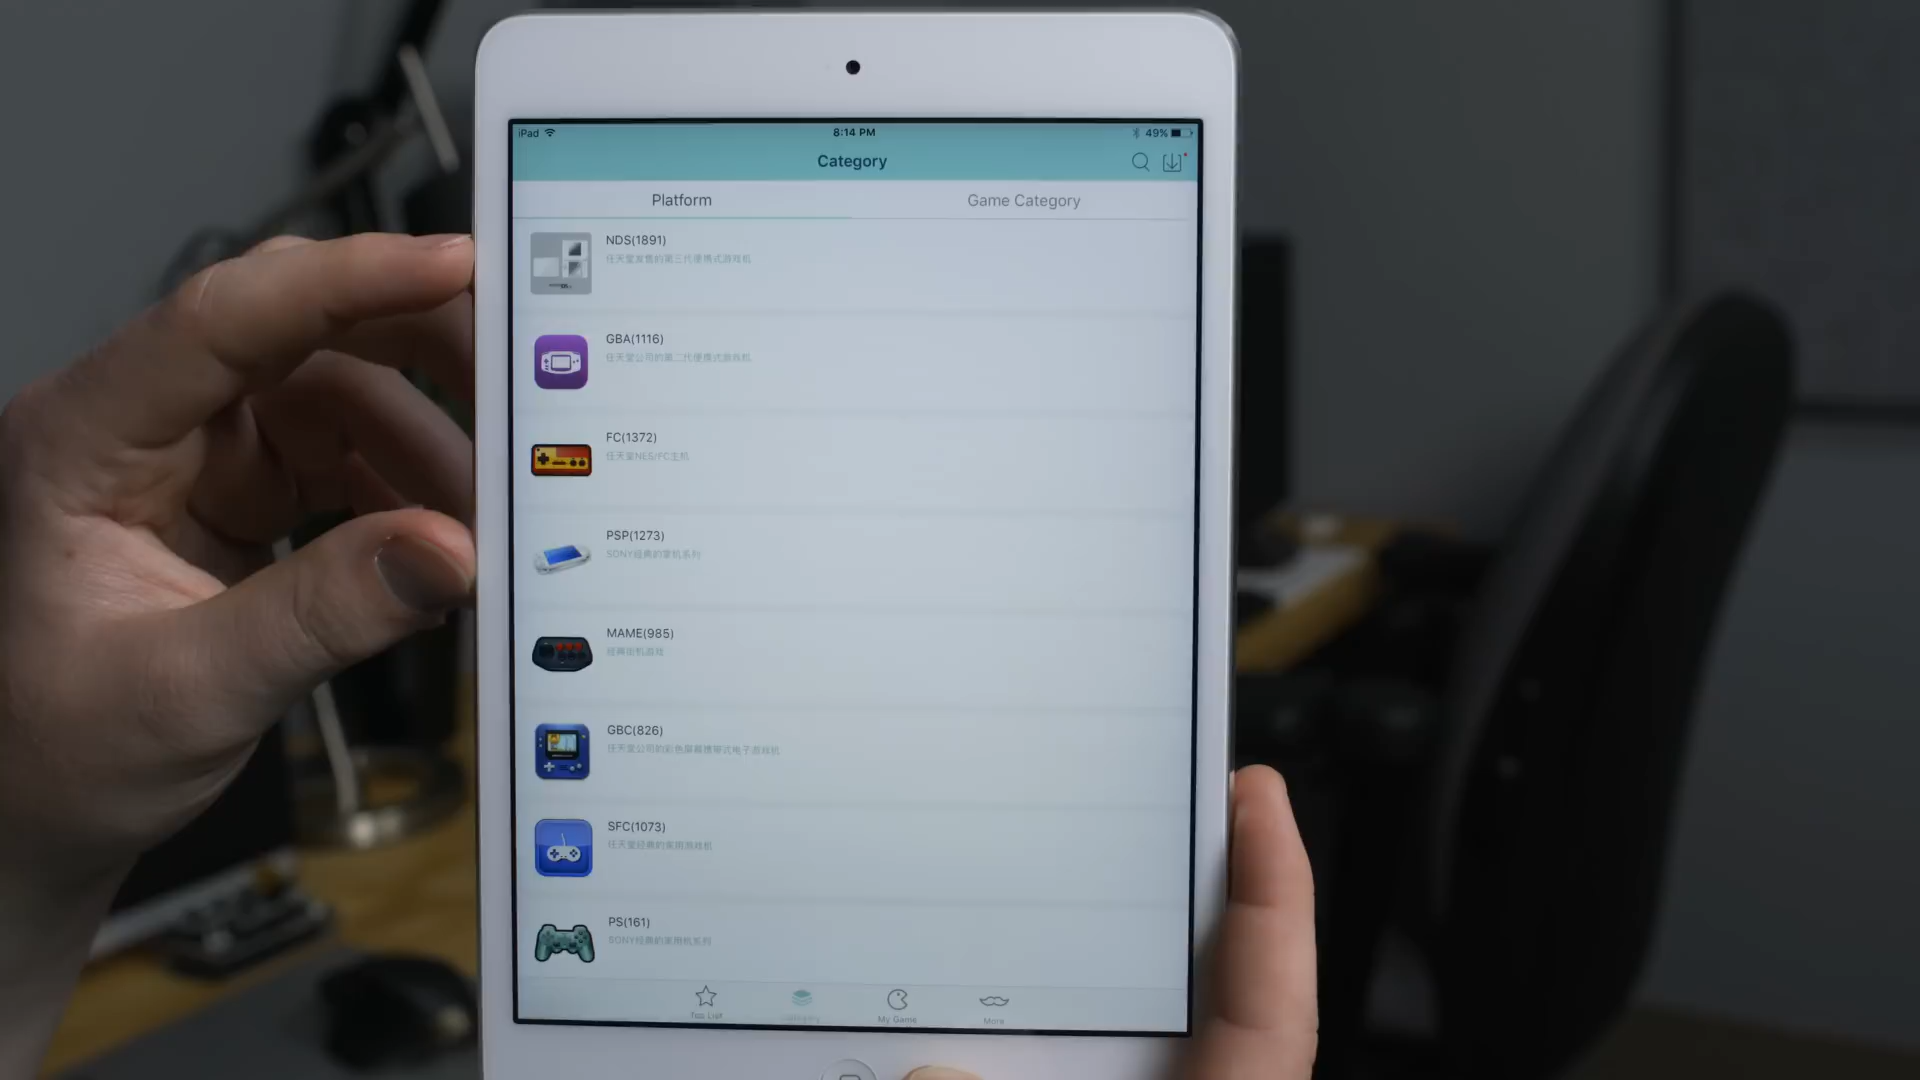 iPad
8:14 PM
49%
Category
Platform
Game Category
NDS(1891)
任天堂发售的第三代便携式游戏机
GBA(1116)
任天堂公司的第二代便携式游戏机
FC(1372)
任天堂NES/FC主机
PSP(1273)
SONY经典的掌机系列
MAME(985)
经典街机游戏
GBC(826)
任天堂公司的彩色屏幕携带式电子游戏机
SFC(1073)
任天堂经典的家用游戏机
PS(161)
SONY经典的家用机系列
Top List
Category
My Game
More